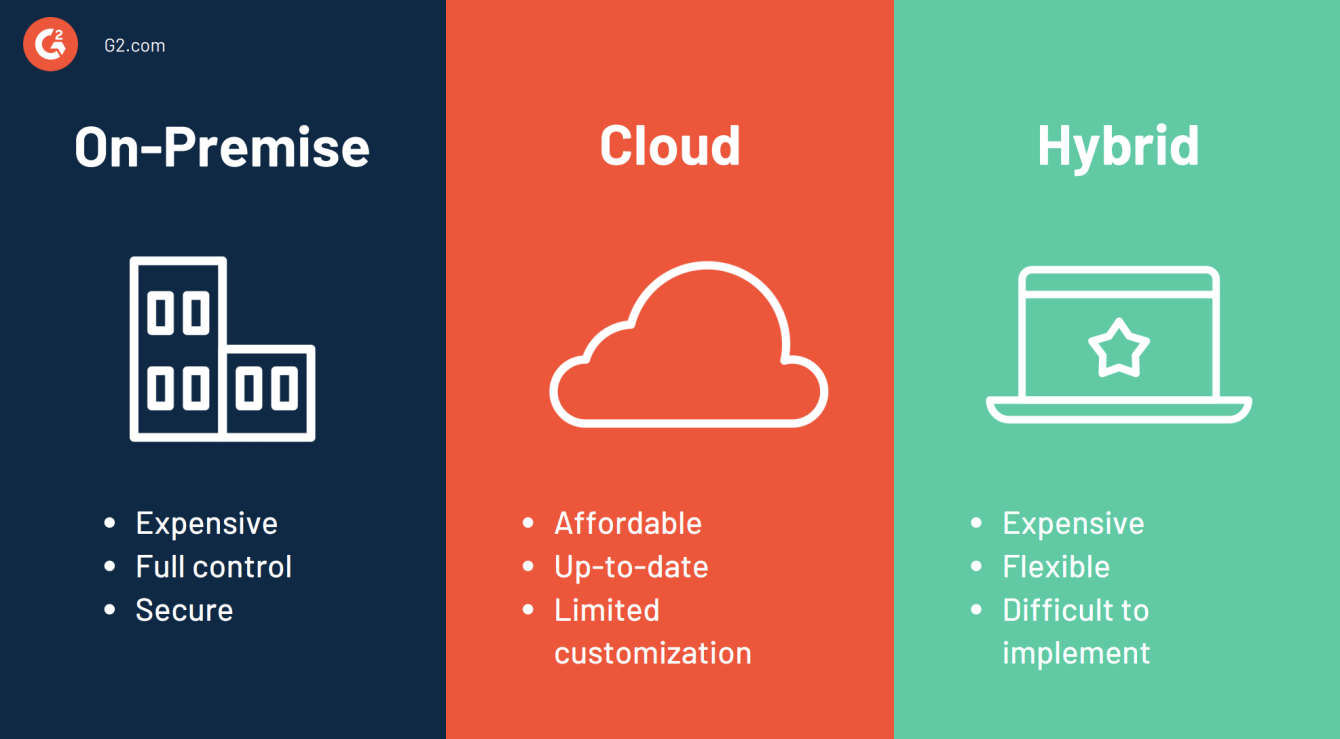 G2
G2.com
On-Premise
• Expensive
• Full control
• Secure
Cloud
• Affordable
• Up-to-date
• Limited
customization
Hybrid
• Expensive
• Flexible
• Difficult to
implement